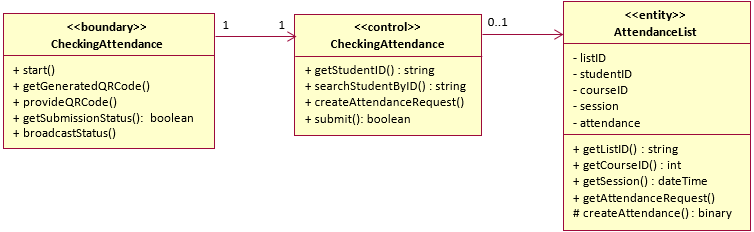 <<boundary>>
CheckingAttendance
+ start()
+ getGeneratedQRCode()
+ provideQRCode()
+ getSubmissionStatus():  boolean
+ broadcastStatus()
1
1
<<control>>
CheckingAttendance
+ getStudentID() : string
+ searchStudentByID() : string
+ createAttendanceRequest()
+ submit(): boolean
0..1
<<entity>>
AttendanceList
- listID
- studentID
- courseID
- session
- attendance
+ getListID() : string
+ getCourseID() : int
+ getSession() : dateTime
+ getAttendanceRequest()
# createAttendance() : binary